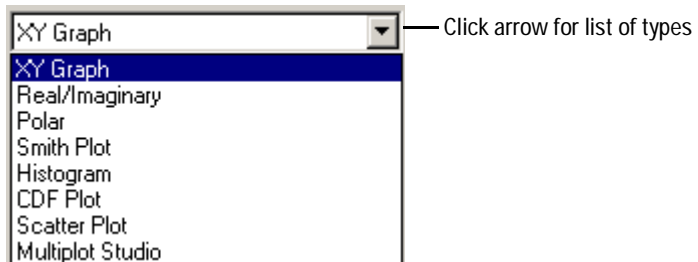 XY Graph
Click arrow for list of types
XY Graph
Real/Imaginary
Polar
Smith Plot
Histogram
CDF Plot
Scatter Plot
Multiplot Studio